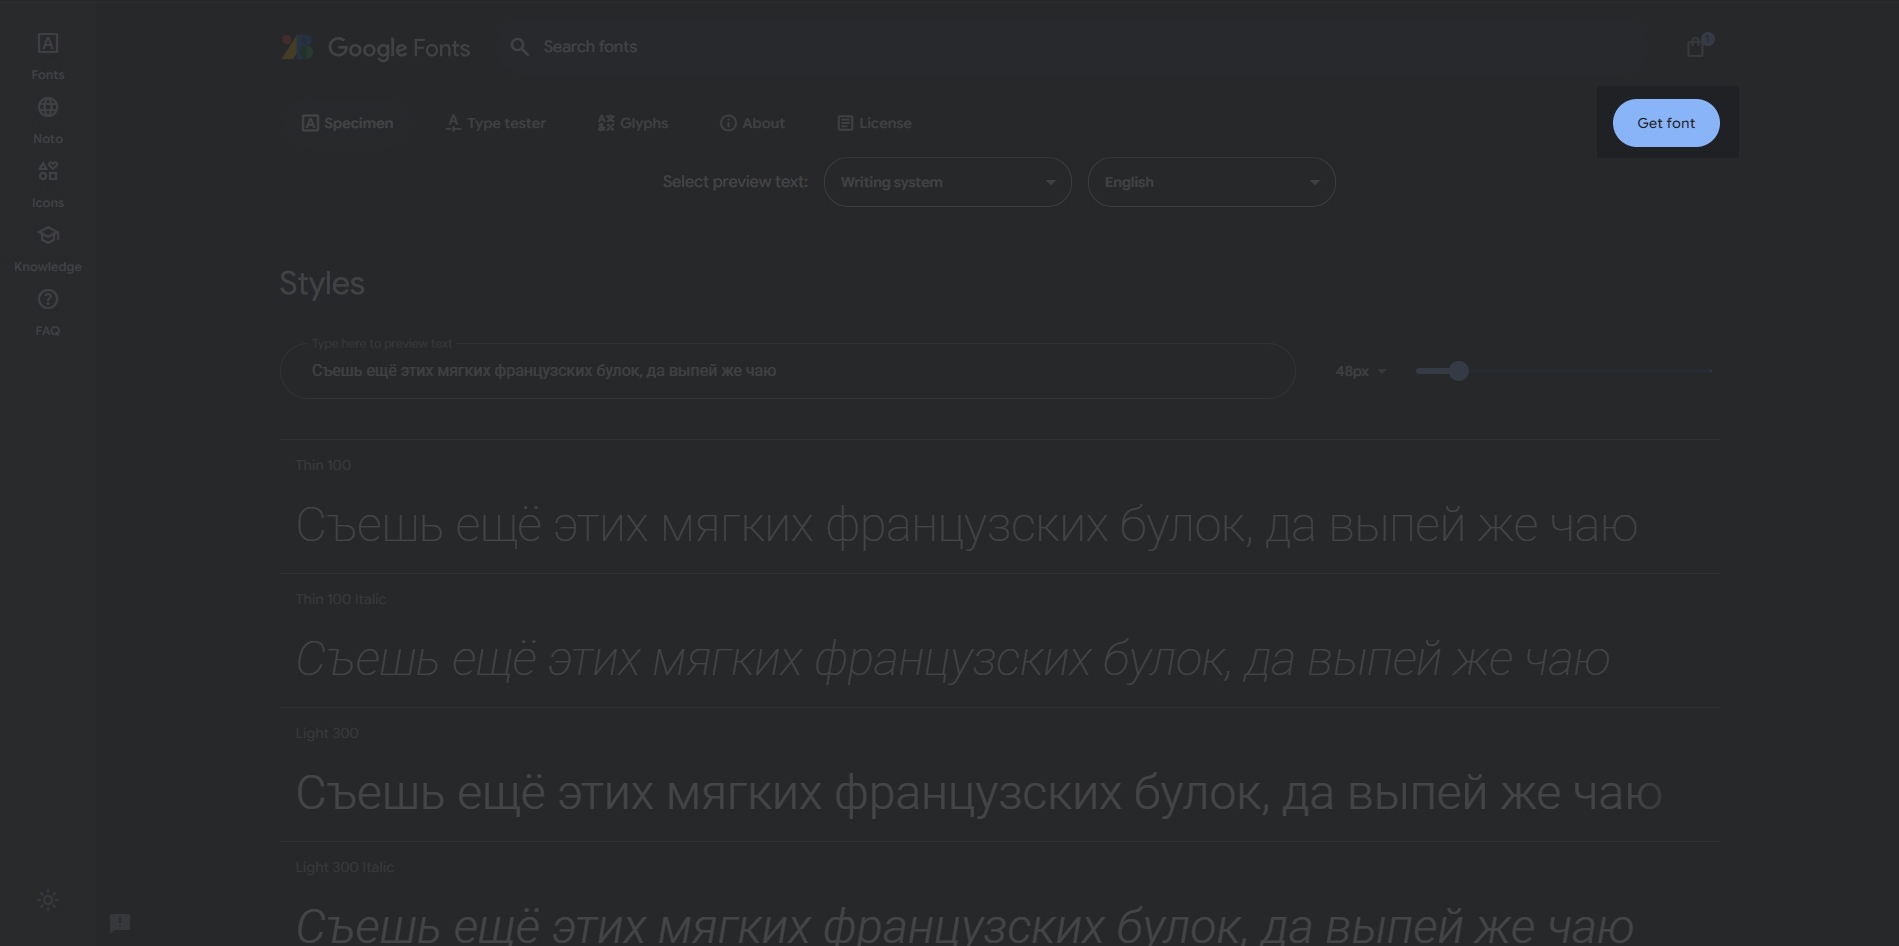 Fonts
Noto
Icons
Knowledge
FAQ
Google Fonts
Search fonts
1
Specimen
Type tester
Glyphs
About
License
Get font
Select preview text:
Writing system
English
Styles
Type here to preview text
Съешь ещё этих мягких французских булок, да выпей же чаю
48px
Thin 100
Съешь ещё этих мягких французских булок, да выпей же чаю
Thin 100 Italic
Съешь ещё этих мягких французских булок, да выпей же чаю
Light 300
Съешь ещё этих мягких французских булок, да выпей же чаю
Light 300 Italic
Съешь ещё этих мягких французских булок, да выпей же чаю